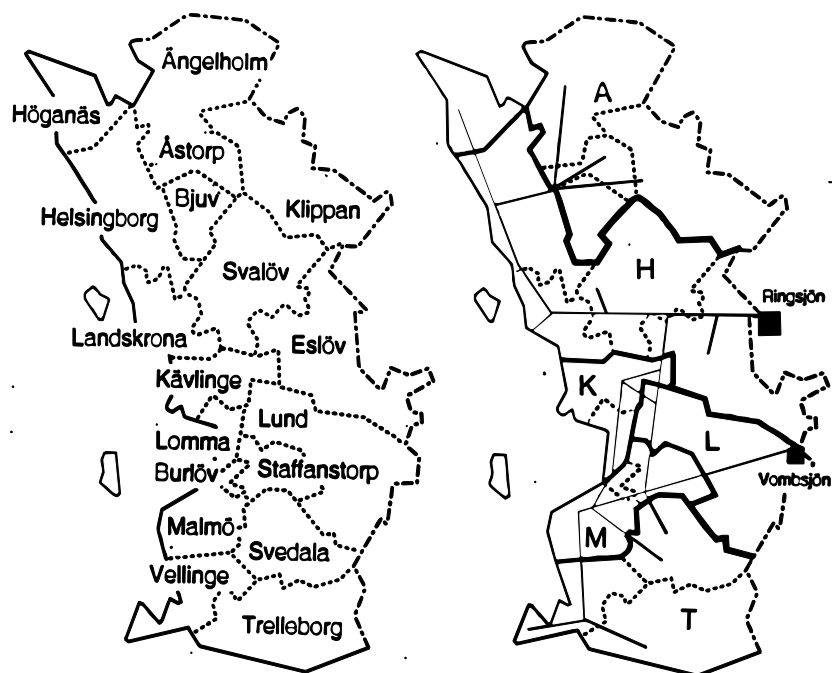 Ängelholm
Höganäs
Åstorp
Bjuv
Klippan
Helsingborg
Svalöv
Landskrona
Eslöv
Kävlinge
Lund
Lomma
Staffanstorp
Burlöv
Malmö
Svedala
Vellinge
Trelleborg
A
H
Ringsjön
K
L
Vombsjön
M
T